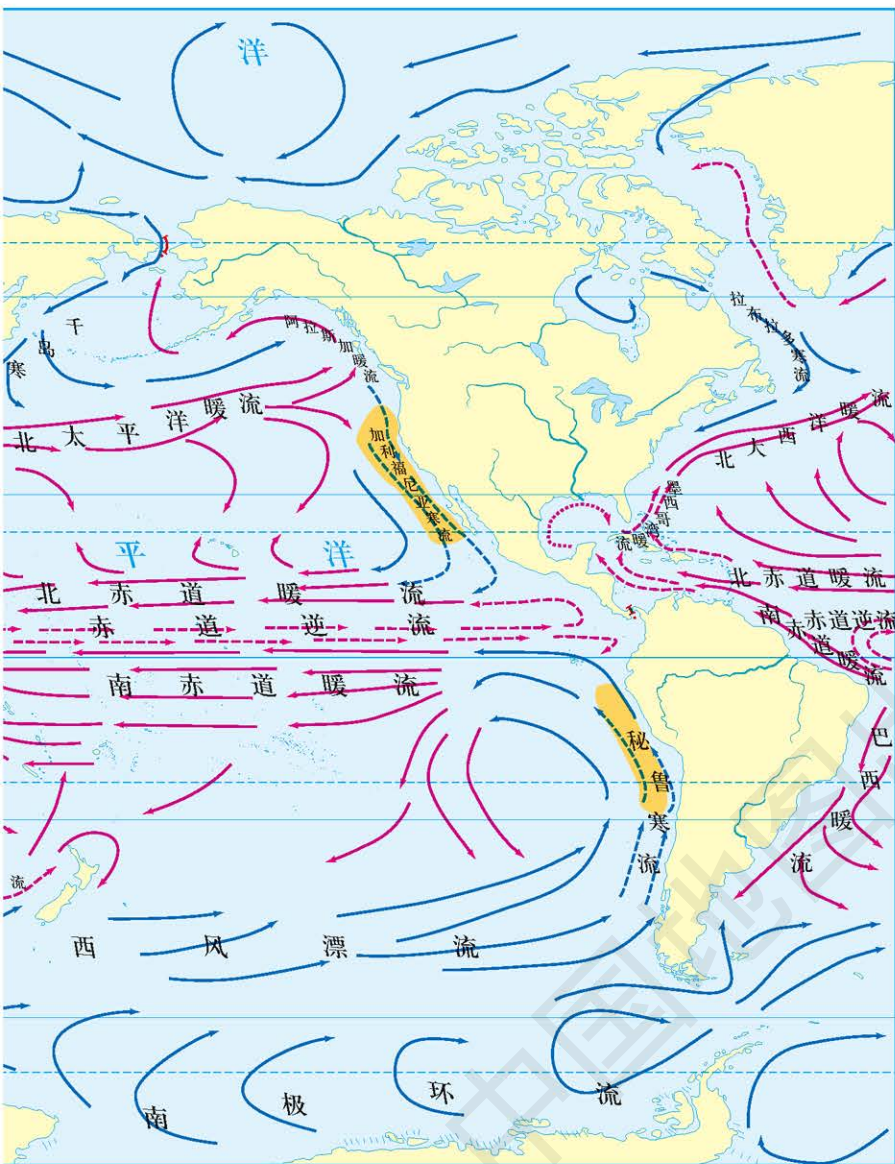 洋
千岛寒
阿拉斯加暖流
拉布拉多寒流
北太平洋暖流
加利福尼亚寒流
北大西洋暖流
墨西哥湾暖流
平洋
北赤道暖流
北赤道暖流
赤道逆流
南赤道暖流
赤道逆流
南赤道暖流
秘鲁寒流
巴西暖流
流
西风漂流
南极环流
中国地图